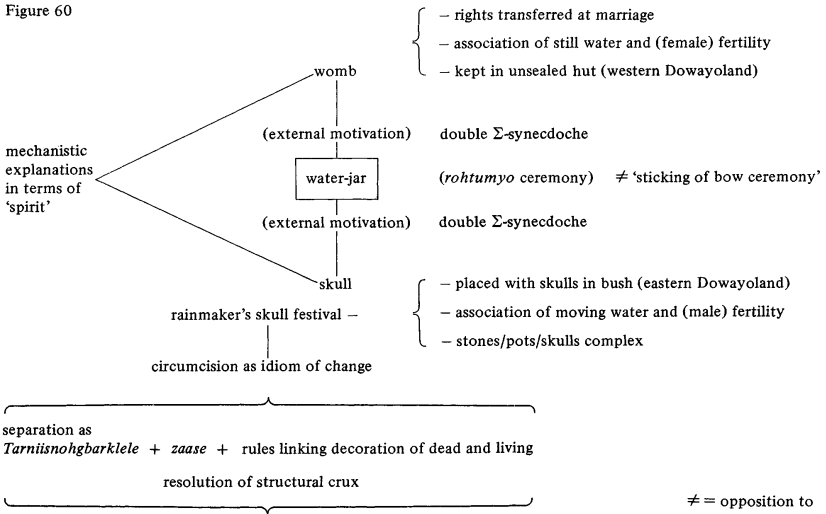 Figure 60
– rights transferred at marriage
– association of still water and (female) fertility
womb
– kept in unsealed hut (western Dowayoland)
(external motivation) double Σ-synecdoche
mechanistic
explanations
in terms of
‘spirit’
water-jar (rohtumyo ceremony) ≠ ‘sticking of bow ceremony’
(external motivation) double Σ-synecdoche
skull
– placed with skulls in bush (eastern Dowayoland)
rainmaker’s skull festival –
– association of moving water and (male) fertility
– stones/pots/skulls complex
circumcision as idiom of change
separation as
Tarniisnohgbarklele + zaase + rules linking decoration of dead and living
resolution of structural crux
≠ = opposition to